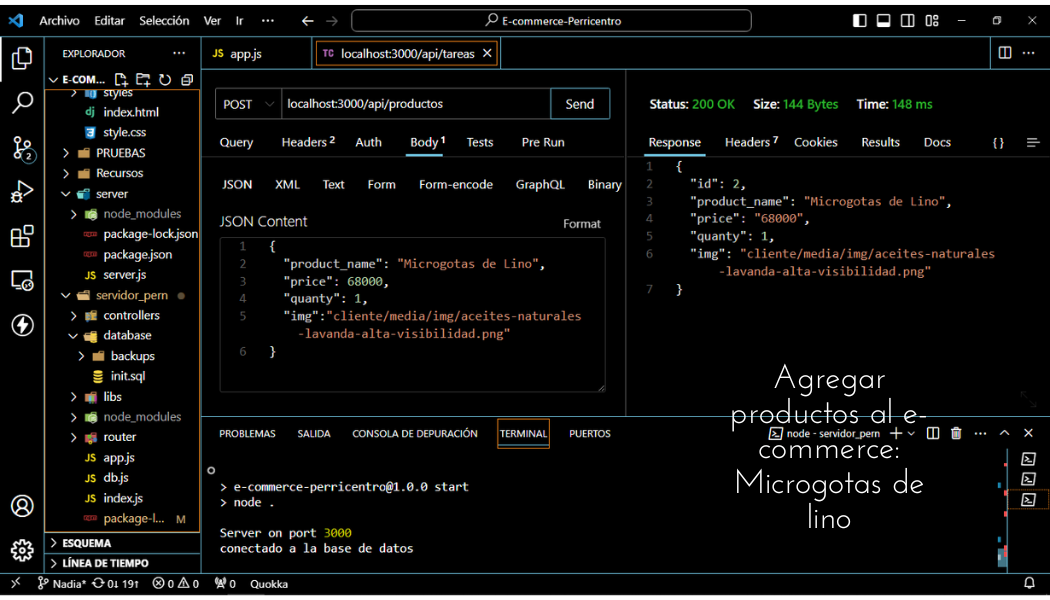 Archivo Editar Selección Ver Ir ··· E-commerce-Perricentro
EXPLORADOR ···
JS app.js
TC localhost:3000/api/tareas ×
E-COM...
styles
dj index.html
style.css
PRUEBAS
Recursos
server
node_modules
package-lock.json
package.json
JS server.js
servidor_pern
controllers
database
backups
init.sql
libs
node_modules
router
JS app.js
JS db.js
JS index.js
package-l... M
ESQUEMA
LÍNEA DE TIEMPO
POST localhost:3000/api/productos Send
Query Headers 2 Auth Body 1 Tests Pre Run
JSON XML Text Form Form-encode GraphQL Binary
JSON Content Format
1 {
2 "product_name": "Microgotas de Lino",
3 "price": 68000,
4 "quanty": 1,
5 "img":"cliente/media/img/aceites-naturales
-lavanda-alta-visibilidad.png"
6 }
Status: 200 OK Size: 144 Bytes Time: 148 ms
Response Headers 7 Cookies Results Docs {}
1 {
2 "id": 2,
3 "product_name": "Microgotas de Lino",
4 "price": "68000",
5 "quanty": 1,
6 "img": "cliente/media/img/aceites-naturales
-lavanda-alta-visibilidad.png"
7 }
Agregar
productos al e-
commerce:
Microgotas de
lino
PROBLEMAS SALIDA CONSOLA DE DEPURACIÓN TERMINAL PUERTOS node - servidor_pern
> e-commerce-perricentro@1.0.0 start
> node .
Server on port 3000
conectado a la base de datos
Nadia* 0↓ 19↑ 0 0 0 Quokka